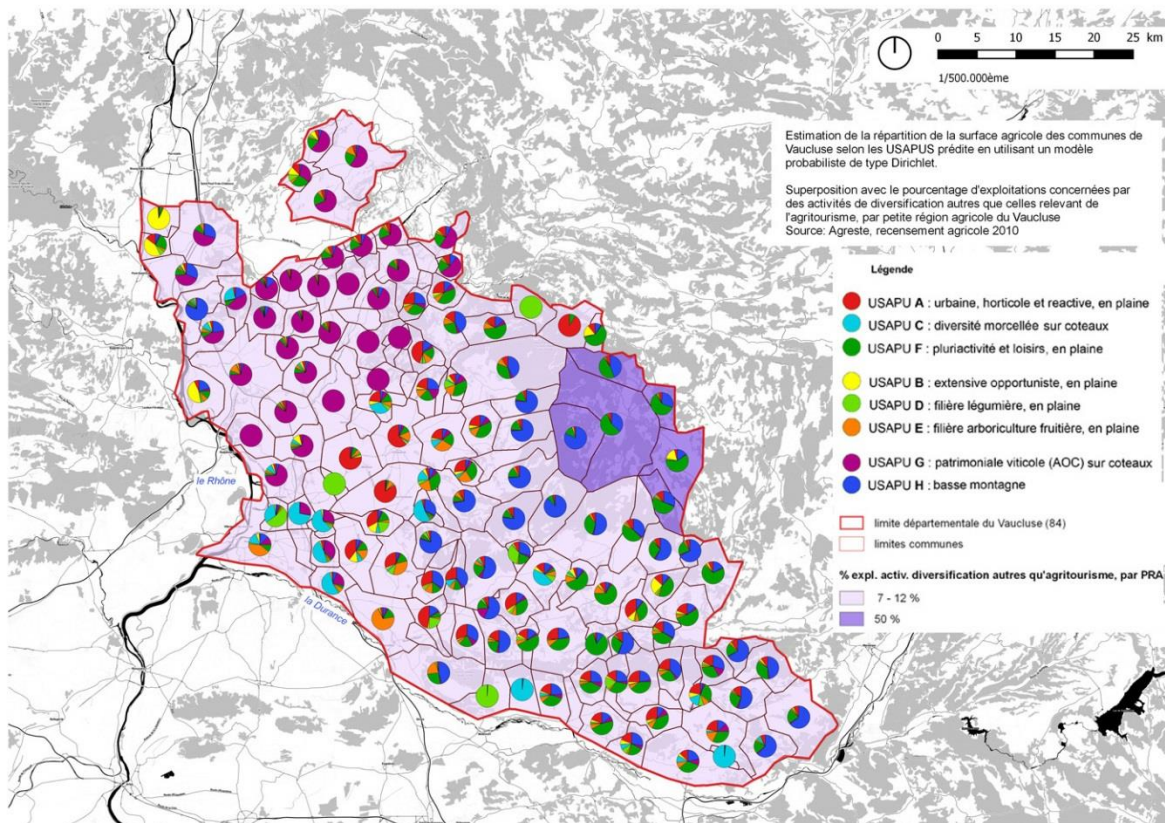 0 5 10 15 20 25 km
1/500.000ème
Estimation de la répartition de la surface agricole des communes de
Vaucluse selon les USAPUS prédite en utilisant un modèle
probabiliste de type Dirichlet.
Superposition avec le pourcentage d'exploitations concernées par
des activités de diversification autres que celles relevant de
l'agritourisme, par petite région agricole du Vaucluse
Source: Agreste, recensement agricole 2010
Légende
USAPU A : urbaine, horticole et reactive, en plaine
USAPU C : diversité morcellée sur coteaux
USAPU F : pluriactivité et loisirs, en plaine
USAPU B : extensive opportuniste, en plaine
USAPU D : filière légumière, en plaine
USAPU E : filière arboriculture fruitière, en plaine
USAPU G : patrimoniale viticole (AOC) sur coteaux
USAPU H : basse montagne
limite départementale du Vaucluse (84)
limites communes
% expl. activ. diversification autres qu'agritourisme, par PRA
7 - 12 %
50 %
le Rhône
la Durance